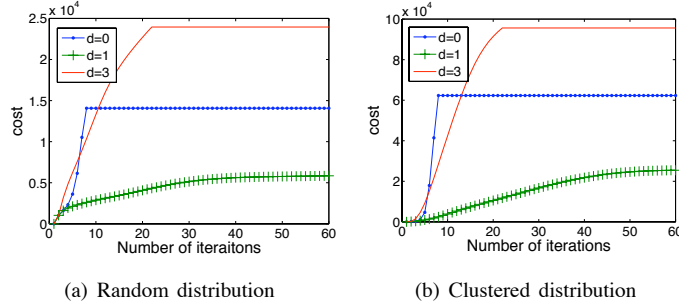 2.5 x 10^4
2
1.5
1
0.5
0
cost
d=0
d=1
d=3
0 10 20 30 40 50 60
Number of iteraitons
(a) Random distribution
10 x 10^4
8
6
4
2
0
cost
d=0
d=1
d=3
0 10 20 30 40 50 60
Number of iterations
(b) Clustered distribution